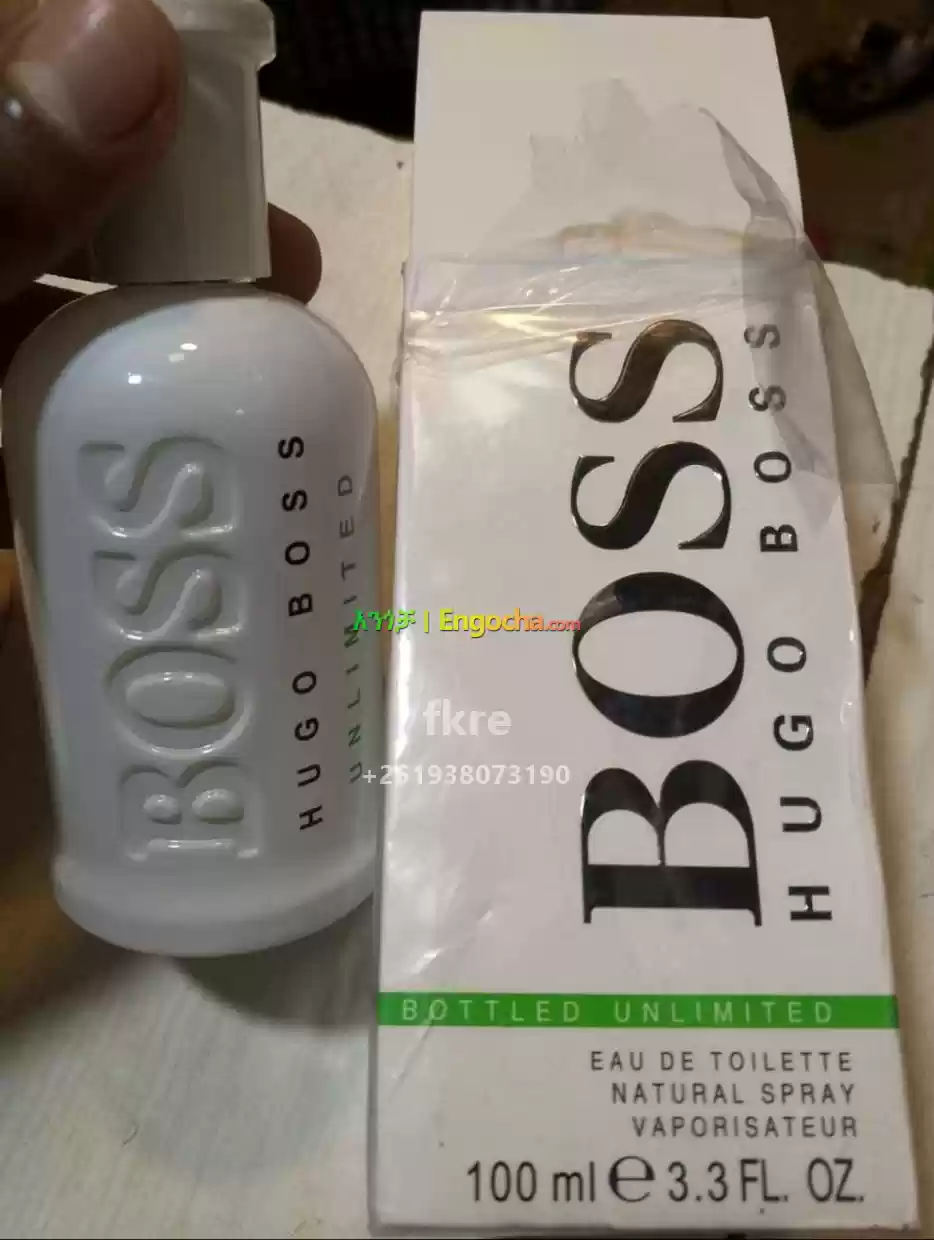 BOSS
HUGO BOSS
UNLIMITED
BOSS
HUGO BOSS
BOTTLED UNLIMITED
EAU DE TOILETTE
NATURAL SPRAY
VAPORISATEUR
100 ml e 3.3 FL. OZ.
እንጎቻ | Engocha.com
fkre
+251938073190